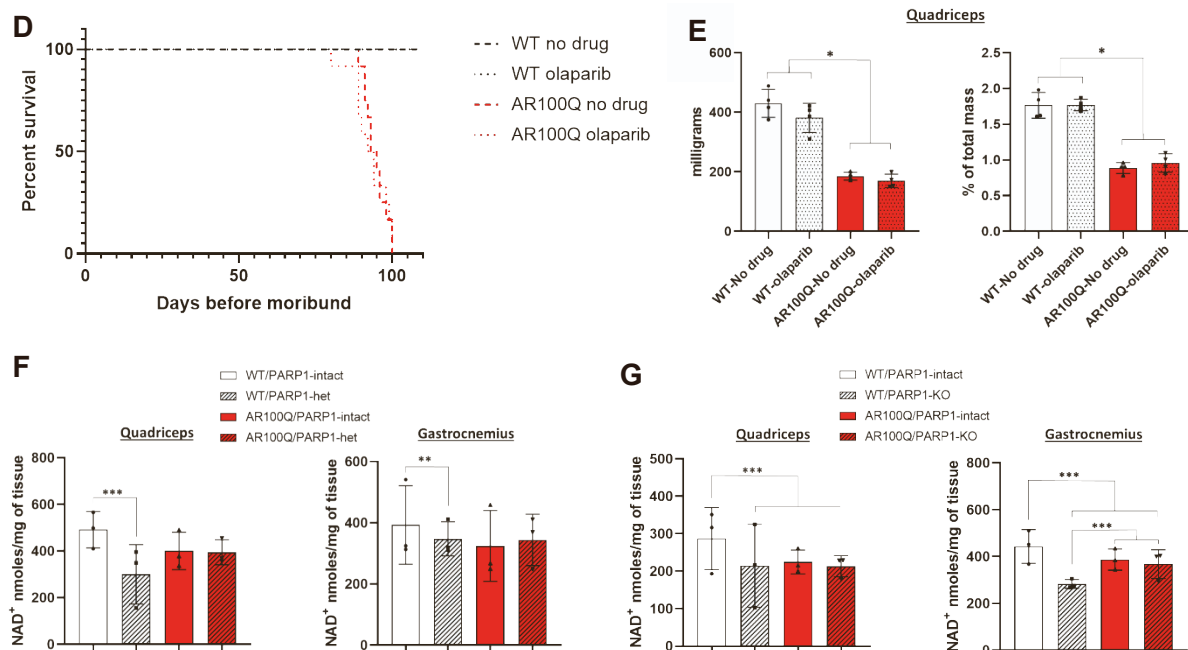 D
Percent survival
100
50
0
0
50
100
Days before moribund
WT no drug
WT olaparib
AR100Q no drug
AR100Q olaparib
E
Quadriceps
milligrams
600
400
200
0
*
WT-No drug
WT-olaparib
AR100Q-No drug
AR100Q-olaparib
% of total mass
2.5
2.0
1.5
1.0
0.5
0.0
*
WT-No drug
WT-olaparib
AR100Q-No drug
AR100Q-olaparib
F
WT/PARP1-intact
WT/PARP1-het
AR100Q/PARP1-intact
AR100Q/PARP1-het
Quadriceps
NAD+ nmoles/mg of tissue
800
600
400
200
0
***
Gastrocnemius
NAD+ nmoles/mg of tissue
600
400
200
0
**
G
WT/PARP1-intact
WT/PARP1-KO
AR100Q/PARP1-intact
AR100Q/PARP1-KO
Quadriceps
NAD+ nmoles/mg of tissue
500
400
300
200
100
0
***
Gastrocnemius
NAD+ nmoles/mg of tissue
800
600
400
200
***
***